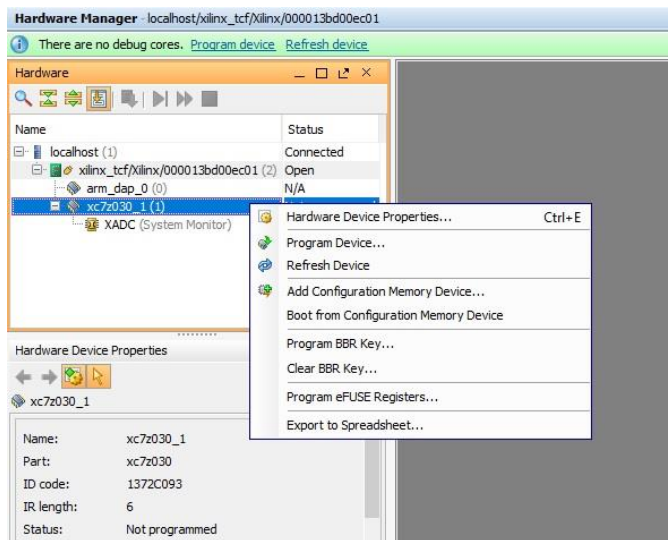 Hardware Manager - localhost/xilinx_tcf/Xilinx/000013bd00ec01
There are no debug cores. Program device Refresh device
Hardware
Name Status
localhost (1) Connected
xilinx_tcf/Xilinx/000013bd00ec01 (2) Open
arm_dap_0 (0) N/A
xc7z030_1 (1)
XADC (System Monitor)
Hardware Device Properties... Ctrl+E
Program Device...
Refresh Device
Add Configuration Memory Device...
Boot from Configuration Memory Device
Program BBR Key...
Clear BBR Key...
Program eFUSE Registers...
Export to Spreadsheet...
Hardware Device Properties
xc7z030_1
Name: xc7z030_1
Part: xc7z030
ID code: 1372C093
IR length: 6
Status: Not programmed